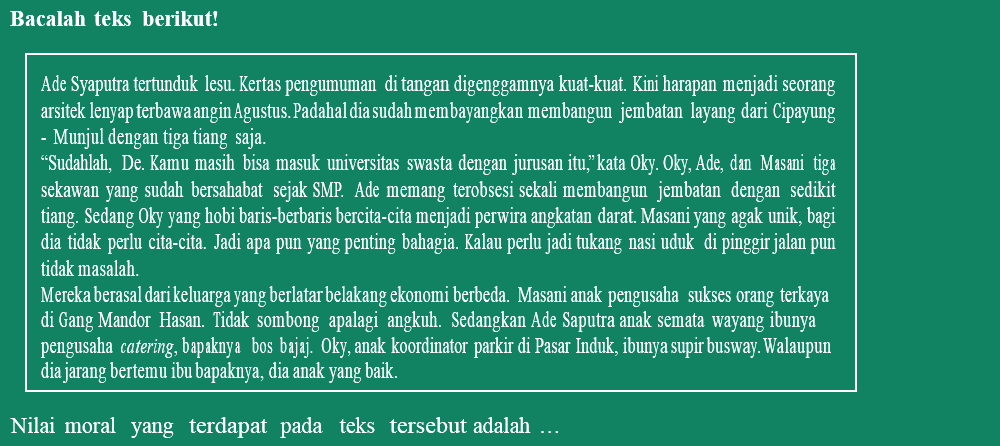 Bacalah teks berikut!
Ade Syaputra tertunduk lesu. Kertas pengumuman di tangan digenggamnya kuat-kuat. Kini harapan menjadi seorang
arsitek lenyap terbawa angin Agustus. Padahal dia sudah membayangkan membangun jembatan layang dari Cipayung
- Munjul dengan tiga tiang saja.
“Sudahlah, De. Kamu masih bisa masuk universitas swasta dengan jurusan itu,” kata Oky. Oky, Ade, dan Masani tiga
sekawan yang sudah bersahabat sejak SMP. Ade memang terobsesi sekali membangun jembatan dengan sedikit
tiang. Sedang Oky yang hobi baris-berbaris bercita-cita menjadi perwira angkatan darat. Masani yang agak unik, bagi
dia tidak perlu cita-cita. Jadi apa pun yang penting bahagia. Kalau perlu jadi tukang nasi uduk di pinggir jalan pun
tidak masalah.
Mereka berasal dari keluarga yang berlatar belakang ekonomi berbeda. Masani anak pengusaha sukses orang terkaya
di Gang Mandor Hasan. Tidak sombong apalagi angkuh. Sedangkan Ade Saputra anak semata wayang ibunya
pengusaha catering, bapaknya bos bajaj. Oky, anak koordinator parkir di Pasar Induk, ibunya supir busway. Walaupun
dia jarang bertemu ibu bapaknya, dia anak yang baik.
Nilai moral yang terdapat pada teks tersebut adalah …